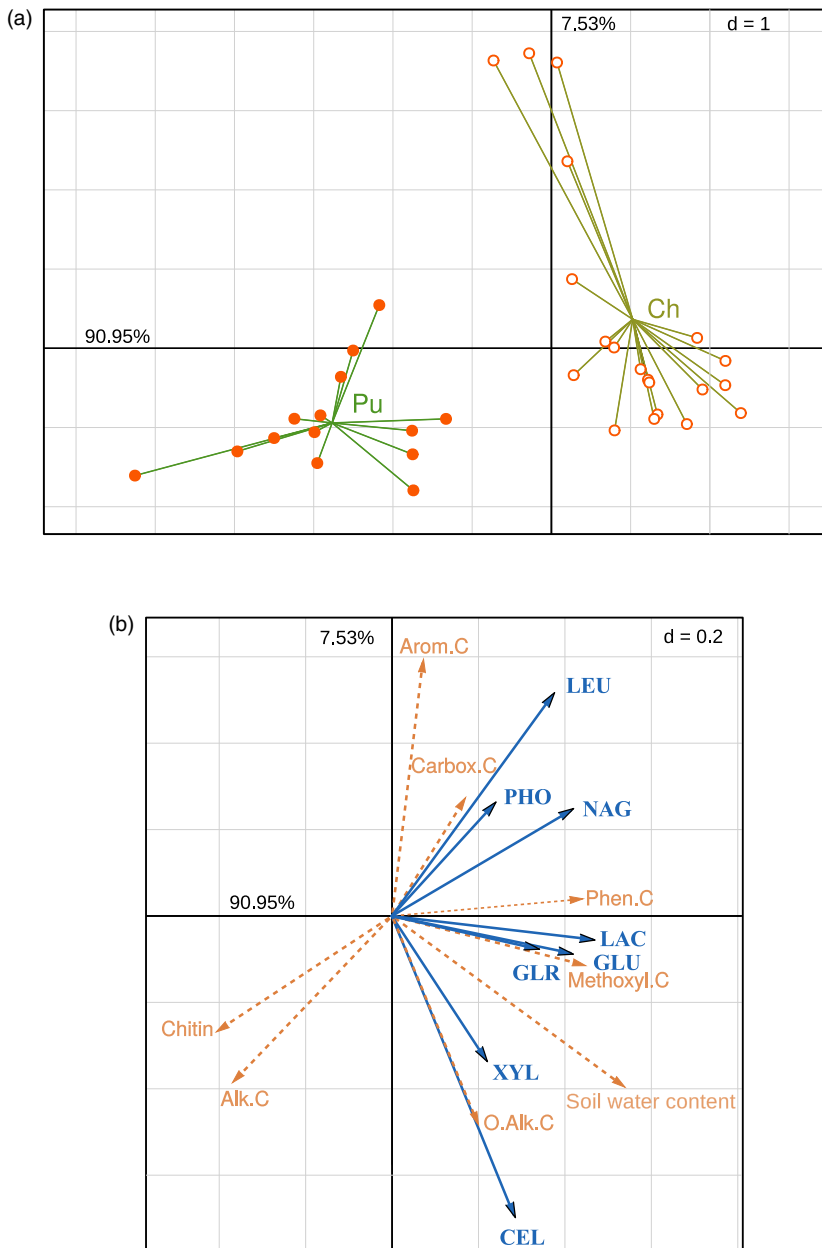 (a)
7.53% d = 1
Ch
90.95%
Pu
(b)
7.53% d = 0.2
Arom.C
LEU
Carbox.C
PHO NAG
90.95% Phen.C
LAC
GLR GLU
Methoxyl.C
Chitin
XYL
Alk.C Soil water content
O.Alk.C
CEL